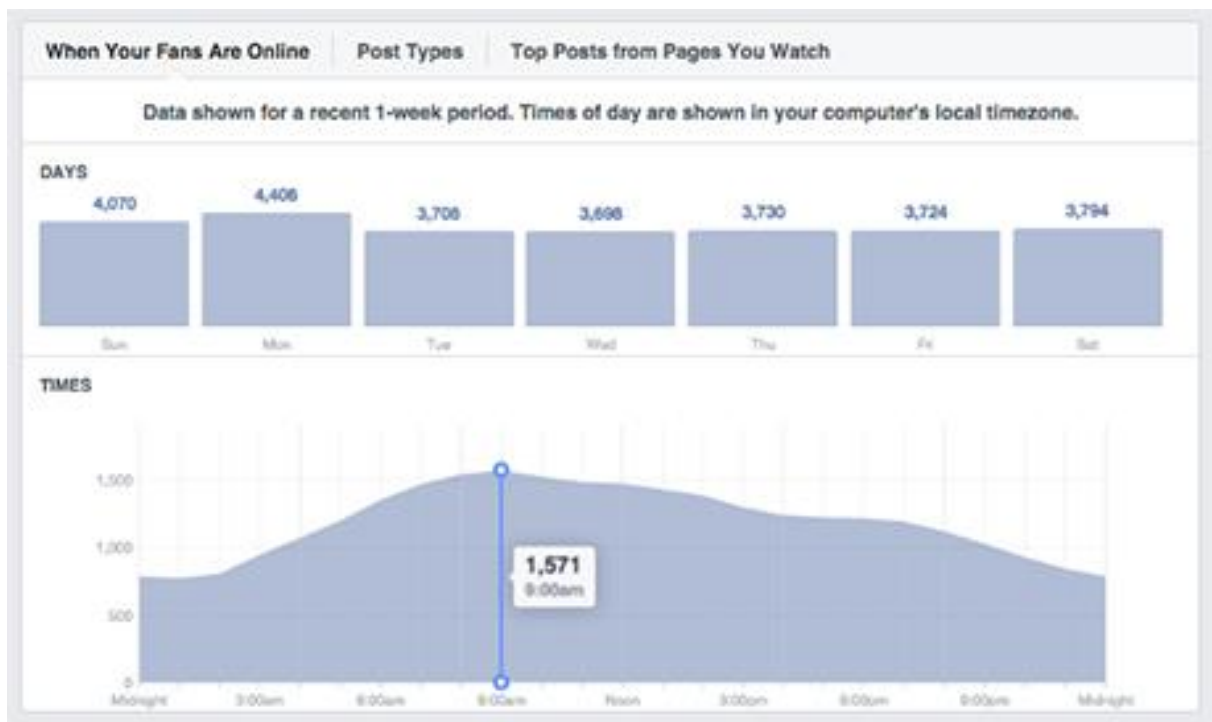 When Your Fans Are Online Post Types Top Posts from Pages You Watch
Data shown for a recent 1-week period. Times of day are shown in your computer's local timezone.
DAYS
4,070 4,406 3,706 3,698 3,730 3,724 3,794
Sun Mon Tue Wed Thu Fri Sat
TIMES
1,500
1,000
500
0
1,571
9:00am
Midnight 3:00am 6:00am 9:00am Noon 3:00pm 6:00pm 9:00pm Midnight